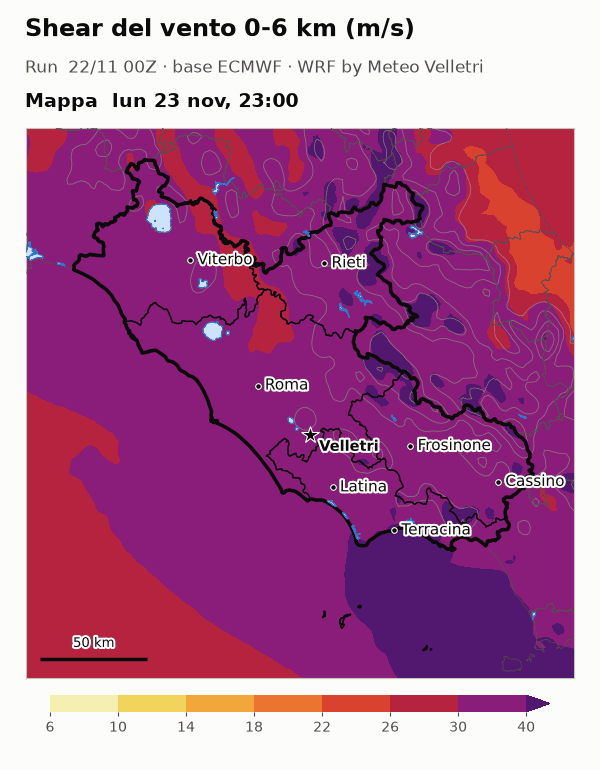 Shear del vento 0-6 km (m/s)
Run 22/11 00Z · base ECMWF · WRF by Meteo Velletri
Mappa lun 23 nov, 23:00
Viterbo
Rieti
Roma
Velletri
Frosinone
Latina
Cassino
Terracina
50 km
6 10 14 18 22 26 30 40